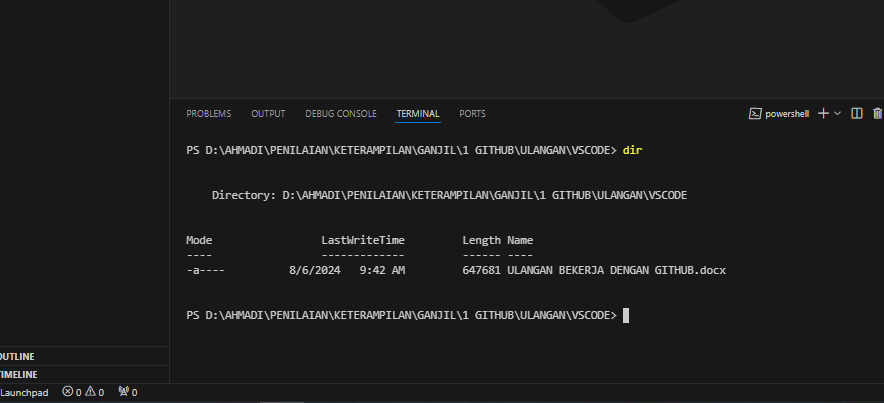 PROBLEMS OUTPUT DEBUG CONSOLE TERMINAL PORTS powershell
PS D:\AHMADI\PENILAIAN\KETERAMPILAN\GANJIL\1 GITHUB\ULANGAN\VSCODE> dir
Directory: D:\AHMADI\PENILAIAN\KETERAMPILAN\GANJIL\1 GITHUB\ULANGAN\VSCODE
Mode LastWriteTime Length Name
---- ------------- ------ ----
-a---- 8/6/2024 9:42 AM 647681 ULANGAN BEKERJA DENGAN GITHUB.docx
PS D:\AHMADI\PENILAIAN\KETERAMPILAN\GANJIL\1 GITHUB\ULANGAN\VSCODE>
OUTLINE
TIMELINE
Launchpad 0 0 0